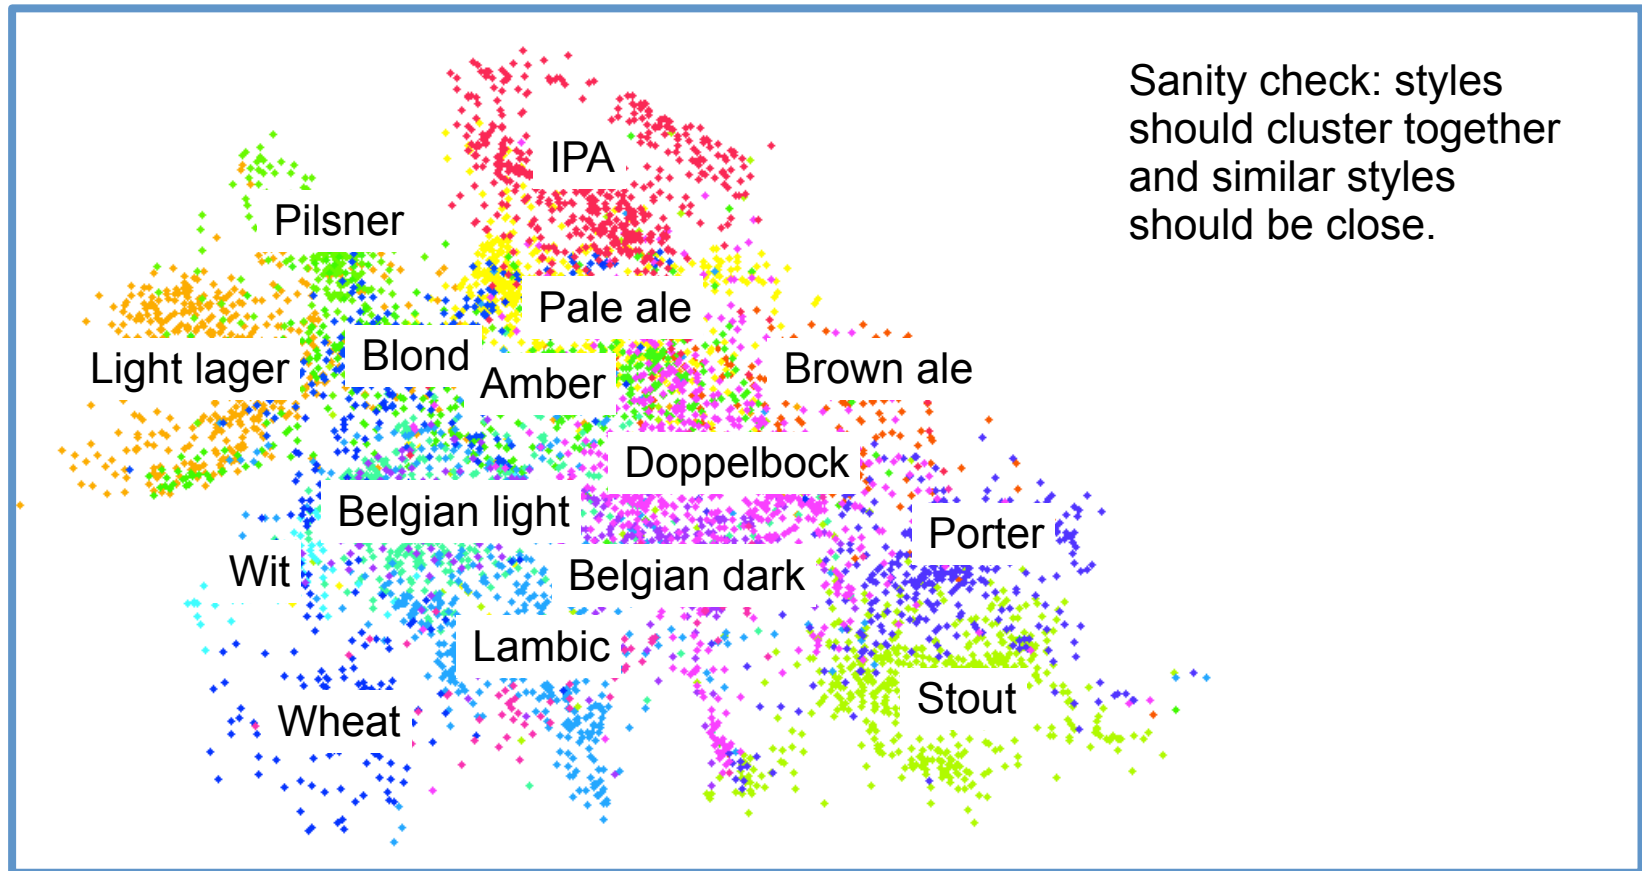 Sanity check: styles
should cluster together
and similar styles
should be close.
IPA
Pilsner
Pale ale
Light lager
Blond
Amber
Brown ale
Doppelbock
Belgian light
Porter
Wit
Belgian dark
Lambic
Stout
Wheat